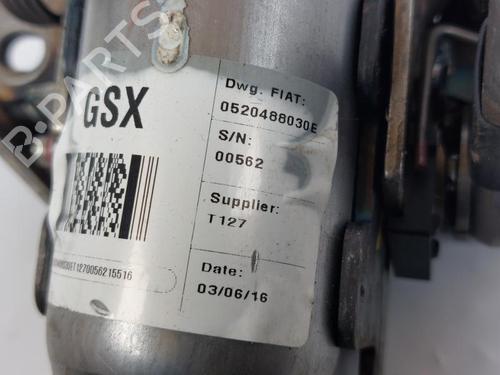 GSX
Dwg. FIAT:
0520488030E
S/N:
00562
Supplier:
T127
Date:
03/06/16
B-PARTS